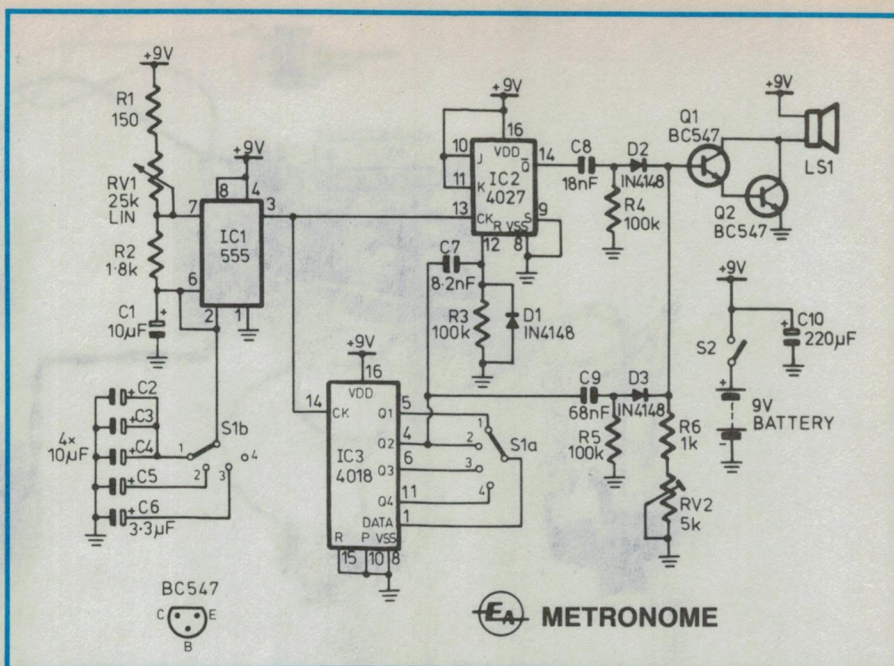 +9V
R1
150
RV1
25k
LIN
R2
1·8k
C1
10µF
+
+9V
7
8
4
3
IC1
555
6
2
1
4×
10µF
+C2
+C3
+C4
+C5
+C6
3·3µF
S1b
1
2
3
4
+9V
16
VDD
14
CK
IC3
4018
Q1
5
Q2
4
Q3
6
Q4
11
DATA
1
R
P
VSS
15
10
8
S1a
1
2
3
4
+9V
16
VDD
10
J
11
K
IC2
4027
Q
14
13
CK
R
VSS
S
9
12
8
C7
8·2nF
R3
100k
D1
IN4148
C8
18nF
D2
IN4148
R4
100k
C9
68nF
D3
IN4148
R5
100k
R6
1k
RV2
5k
Q1
BC547
Q2
BC547
+9V
LS1
+9V
S2
+
C10
220µF
+
9V
BATTERY
-
BC547
C
E
B
EA METRONOME